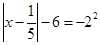 |x − 1/5| − 6 = −2²